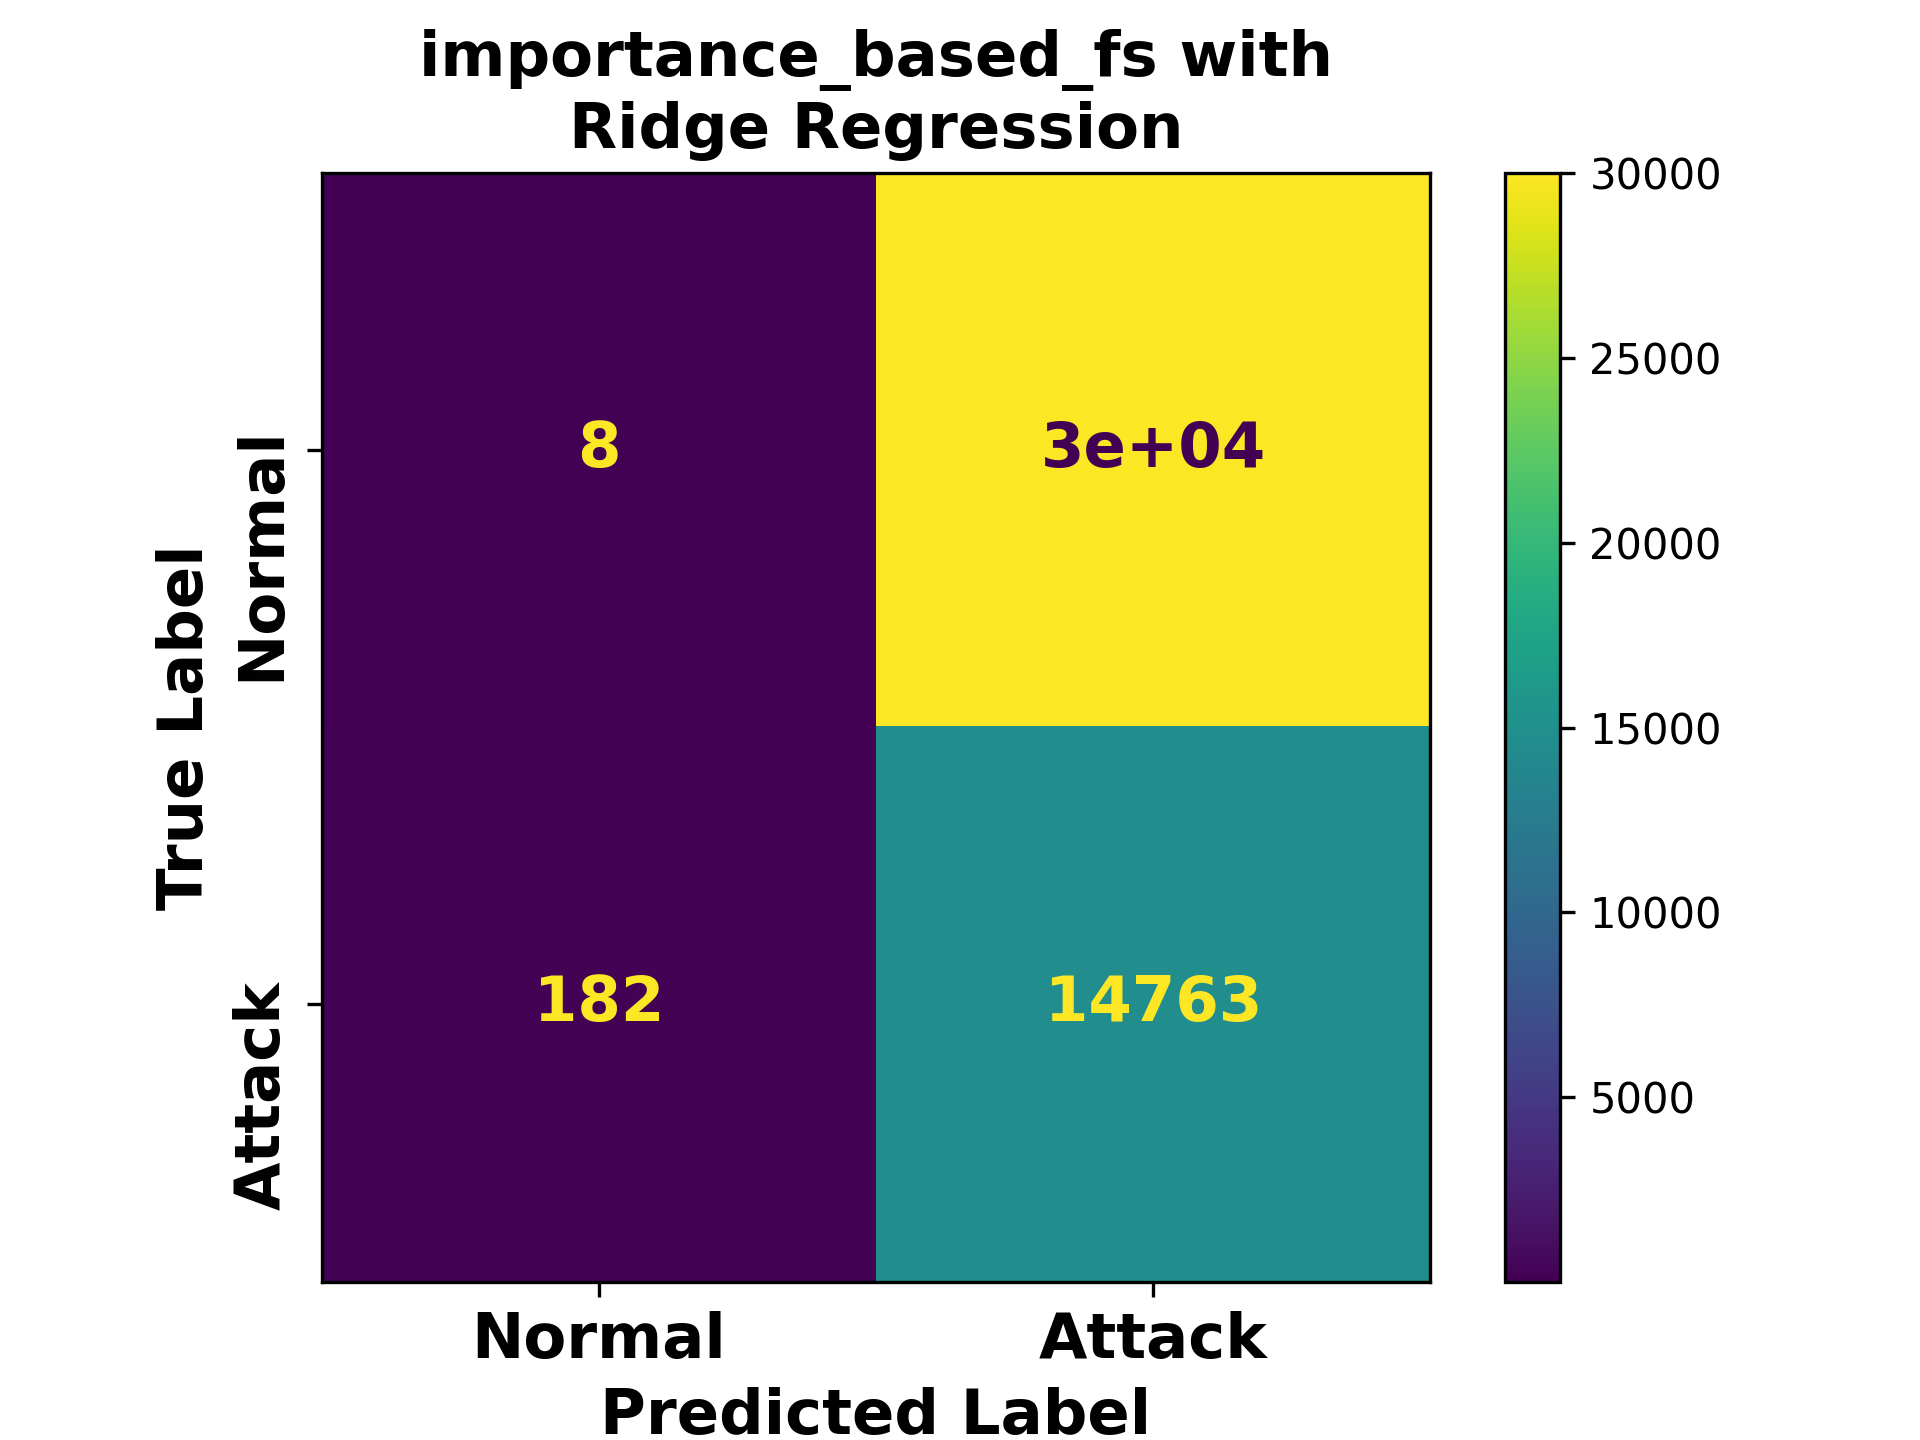 importance_based_fs with
Ridge Regression
True Label
Normal
Attack
8
3e+04
182
14763
Normal
Attack
Predicted Label
30000
25000
20000
15000
10000
5000